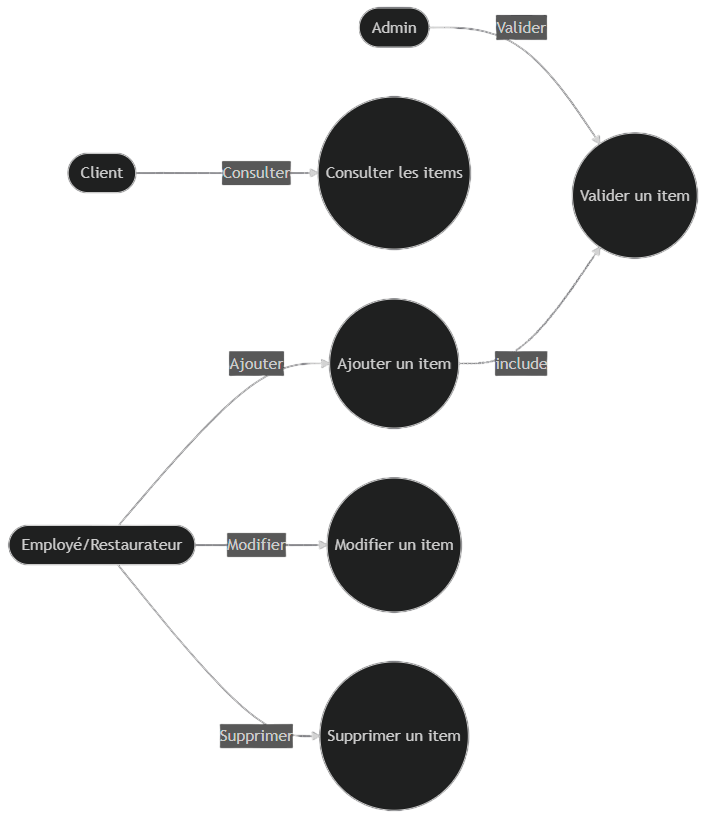 Admin
Valider
Client
Consulter
Consulter les items
Valider un item
Ajouter
Ajouter un item
include
Employé/Restaurateur
Modifier
Modifier un item
Supprimer
Supprimer un item